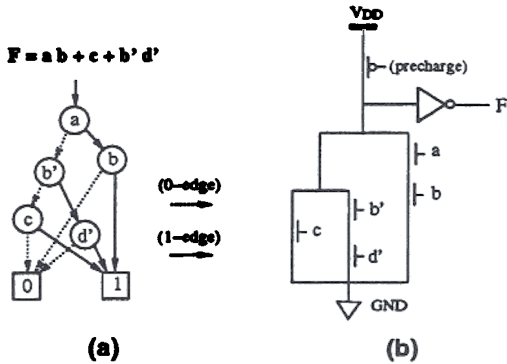 F = a b + c + b' d'
a
b'
b
c
d'
0
1
(0-edge)
(1-edge)
(a)
VDD
(precharge)
F
a
b
c
b'
d'
GND
(b)